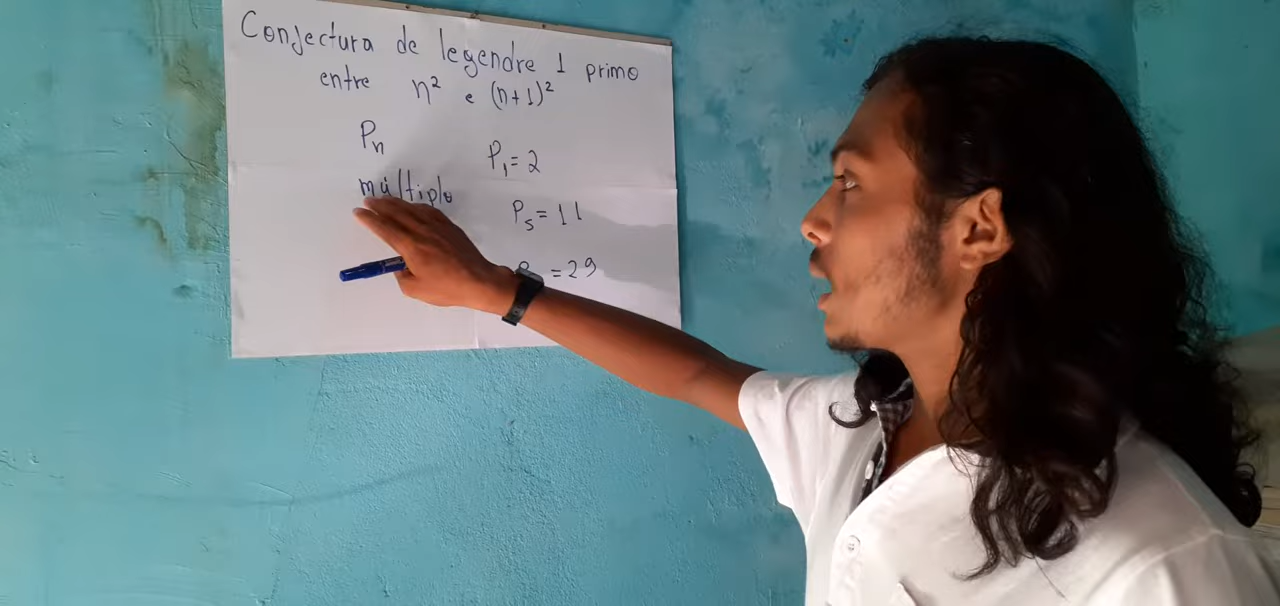 Conjectura de legendre 1 primo
entre n² e (n+1)²
Pₙ
múltiplo
P₁=2
P₅=11
=29